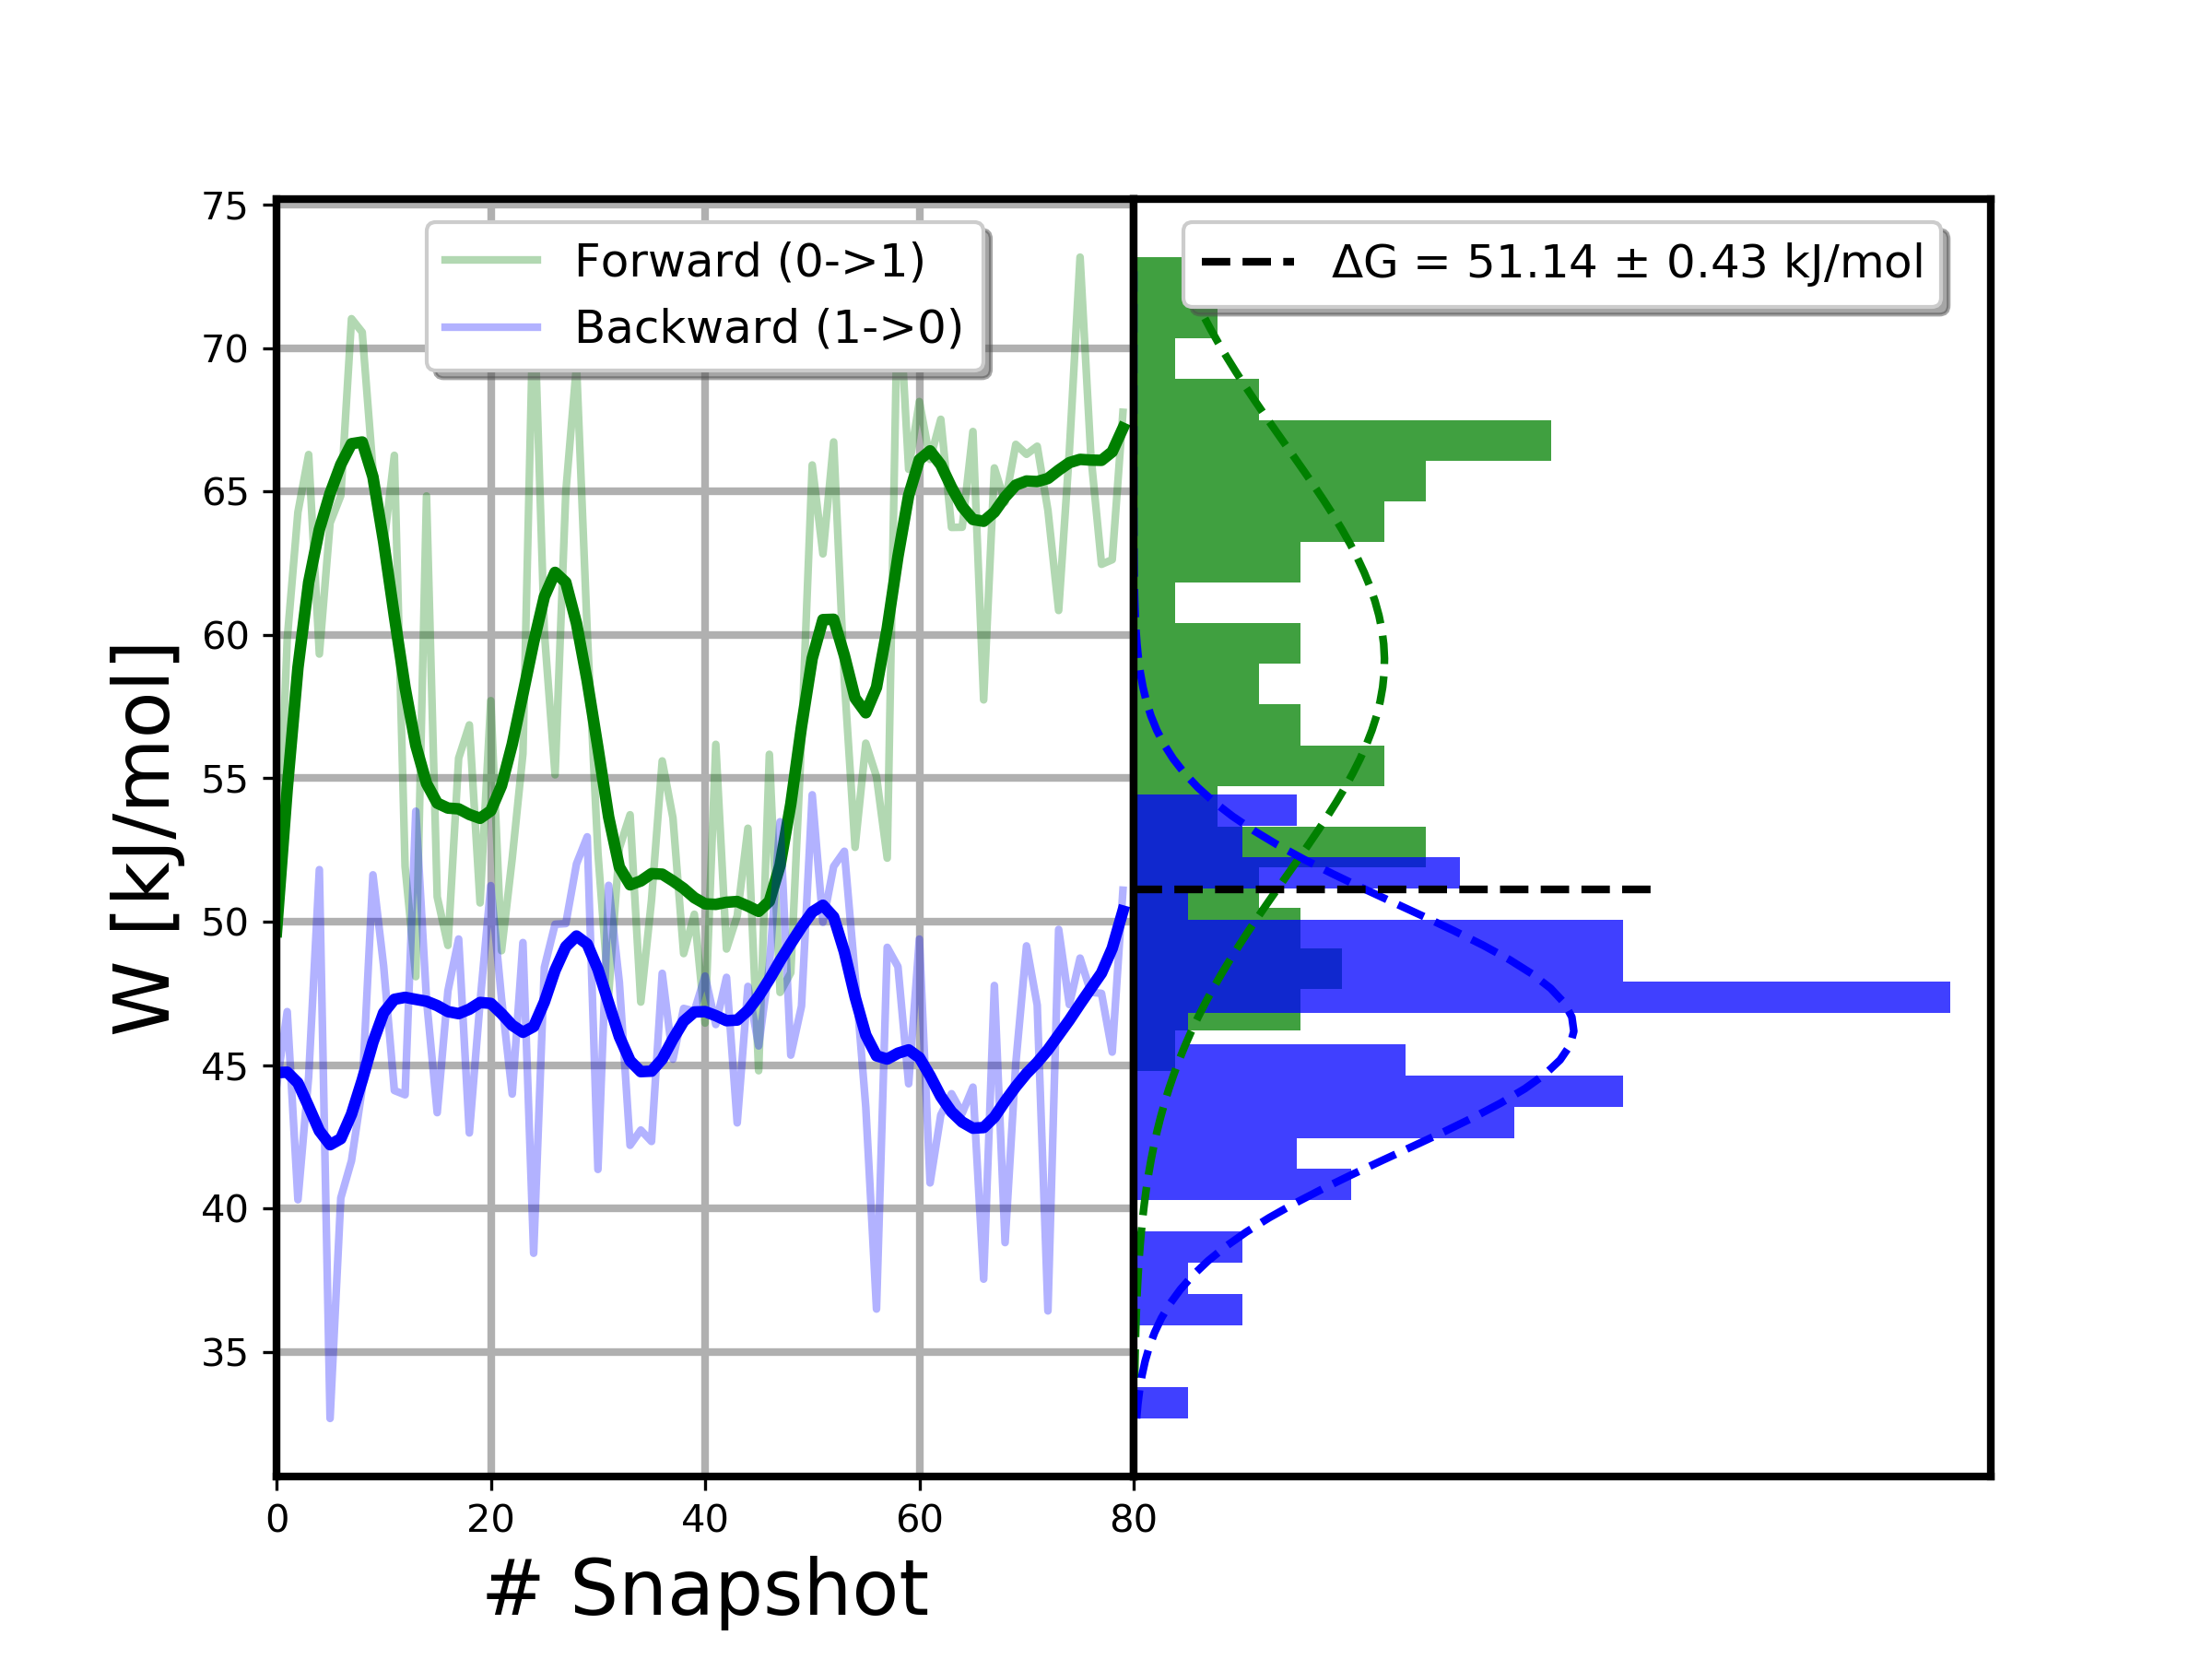 Forward (0->1)
Backward (1->0)
ΔG = 51.14 ± 0.43 kJ/mol
W [kJ/mol]
75
70
65
60
55
50
45
40
35
0 20 40 60 80
# Snapshot